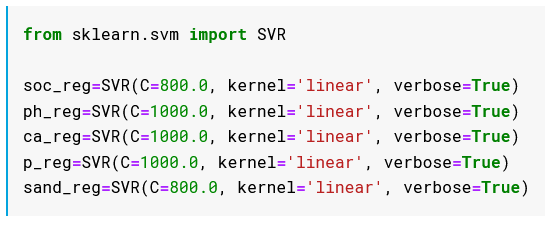 from sklearn.svm import SVR

soc_reg=SVR(C=800.0, kernel='linear', verbose=True)
ph_reg=SVR(C=1000.0, kernel='linear', verbose=True)
ca_reg=SVR(C=1000.0, kernel='linear', verbose=True)
p_reg=SVR(C=1000.0, kernel='linear', verbose=True)
sand_reg=SVR(C=800.0, kernel='linear', verbose=True)